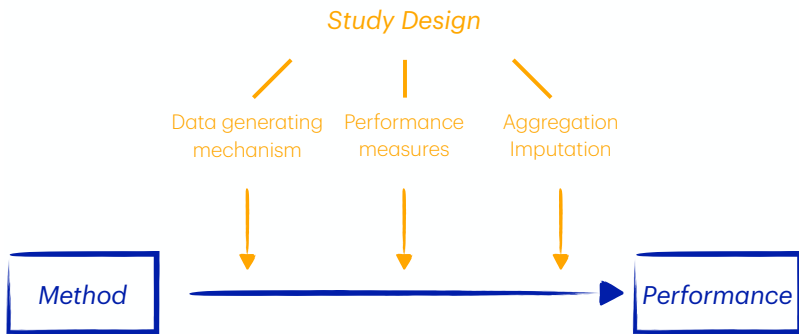 Study Design
Data generating
mechanism
Performance
measures
Aggregation
Imputation
Method
Performance